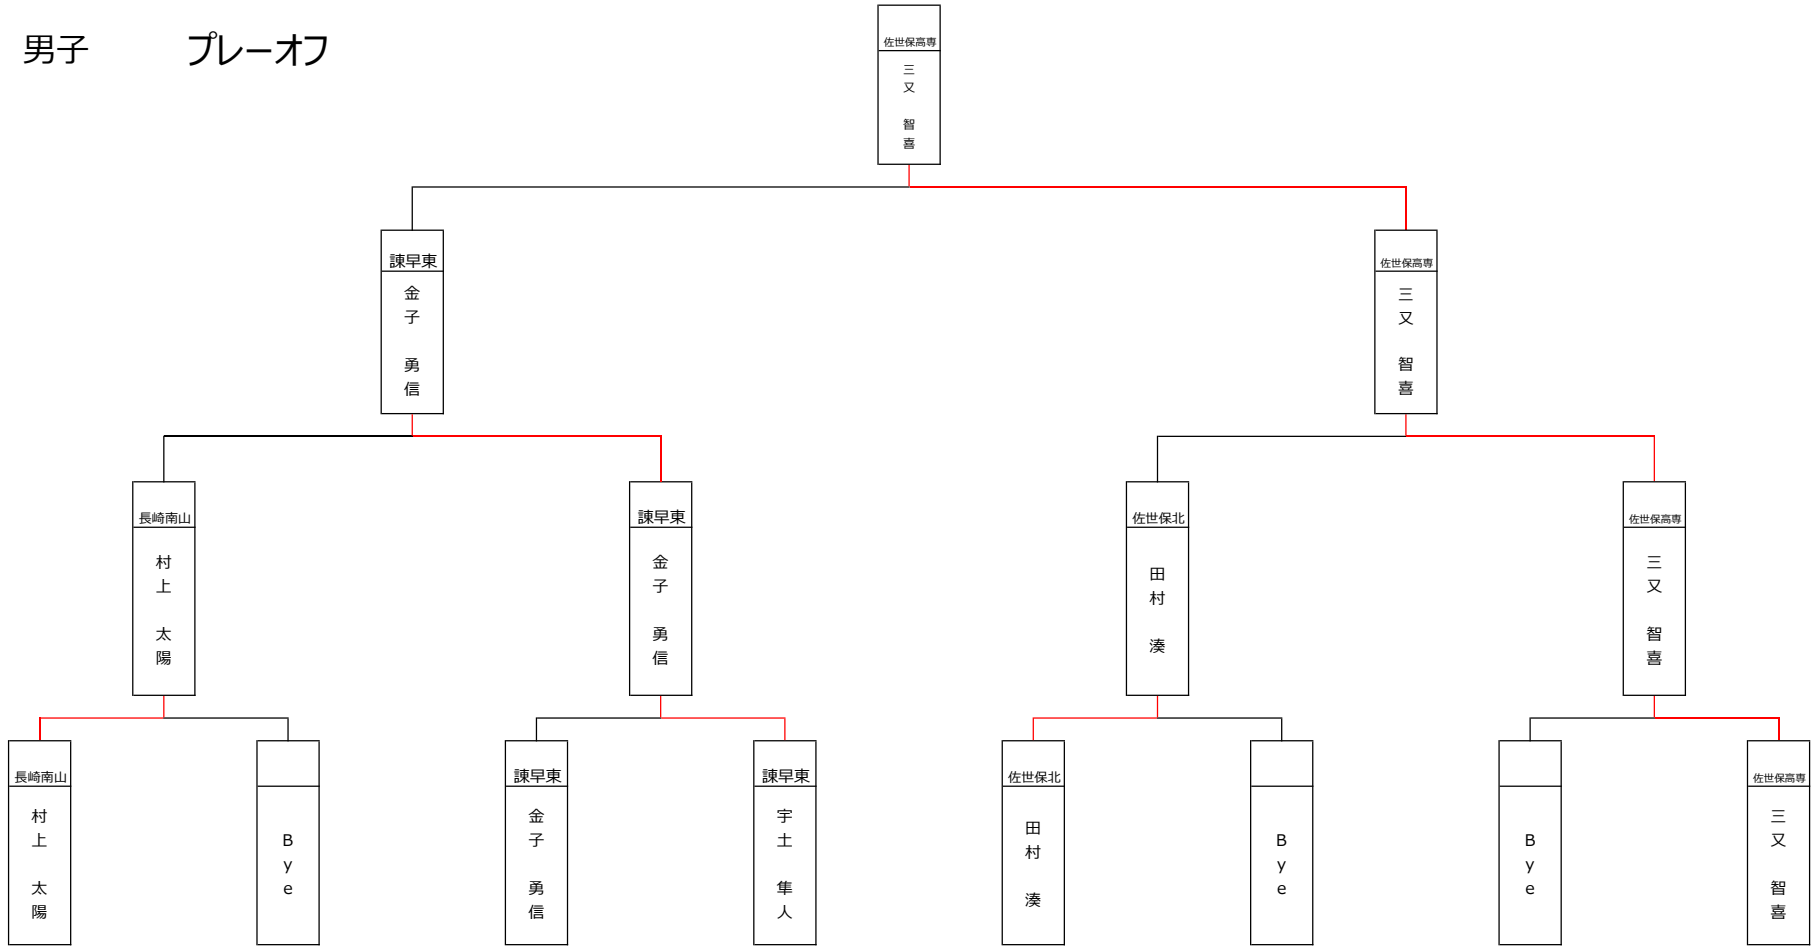 男子 プレーオフ
佐世保高専
三又 智喜
諫早東
金子 勇信
佐世保高専
三又 智喜
長崎南山
村上 太陽
諫早東
金子 勇信
佐世保北
田村 湊
佐世保高専
三又 智喜
長崎南山
村上 太陽
Bye
諫早東
金子 勇信
諫早東
宇土 隼人
佐世保北
田村 湊
Bye
Bye
佐世保高専
三又 智喜